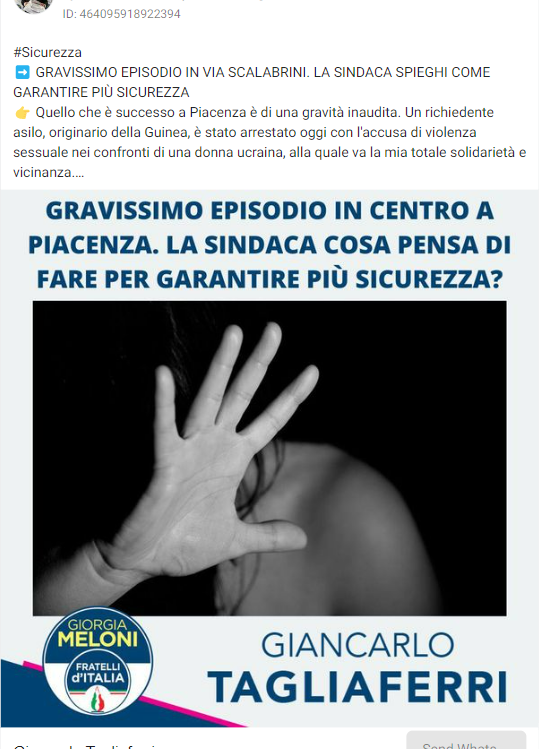 ID: 464095918922394
#Sicurezza
➡️ GRAVISSIMO EPISODIO IN VIA SCALABRINI. LA SINDACA SPIEGHI COME
GARANTIRE PIÙ SICUREZZA
👉 Quello che è successo a Piacenza è di una gravità inaudita. Un richiedente
asilo, originario della Guinea, è stato arrestato oggi con l'accusa di violenza
sessuale nei confronti di una donna ucraina, alla quale va la mia totale solidarietà e
vicinanza....
GRAVISSIMO EPISODIO IN CENTRO A
PIACENZA. LA SINDACA COSA PENSA DI
FARE PER GARANTIRE PIÙ SICUREZZA?
GIORGIA
MELONI
FRATELLI
d'ITALIA
GIANCARLO
TAGLIAFERRI